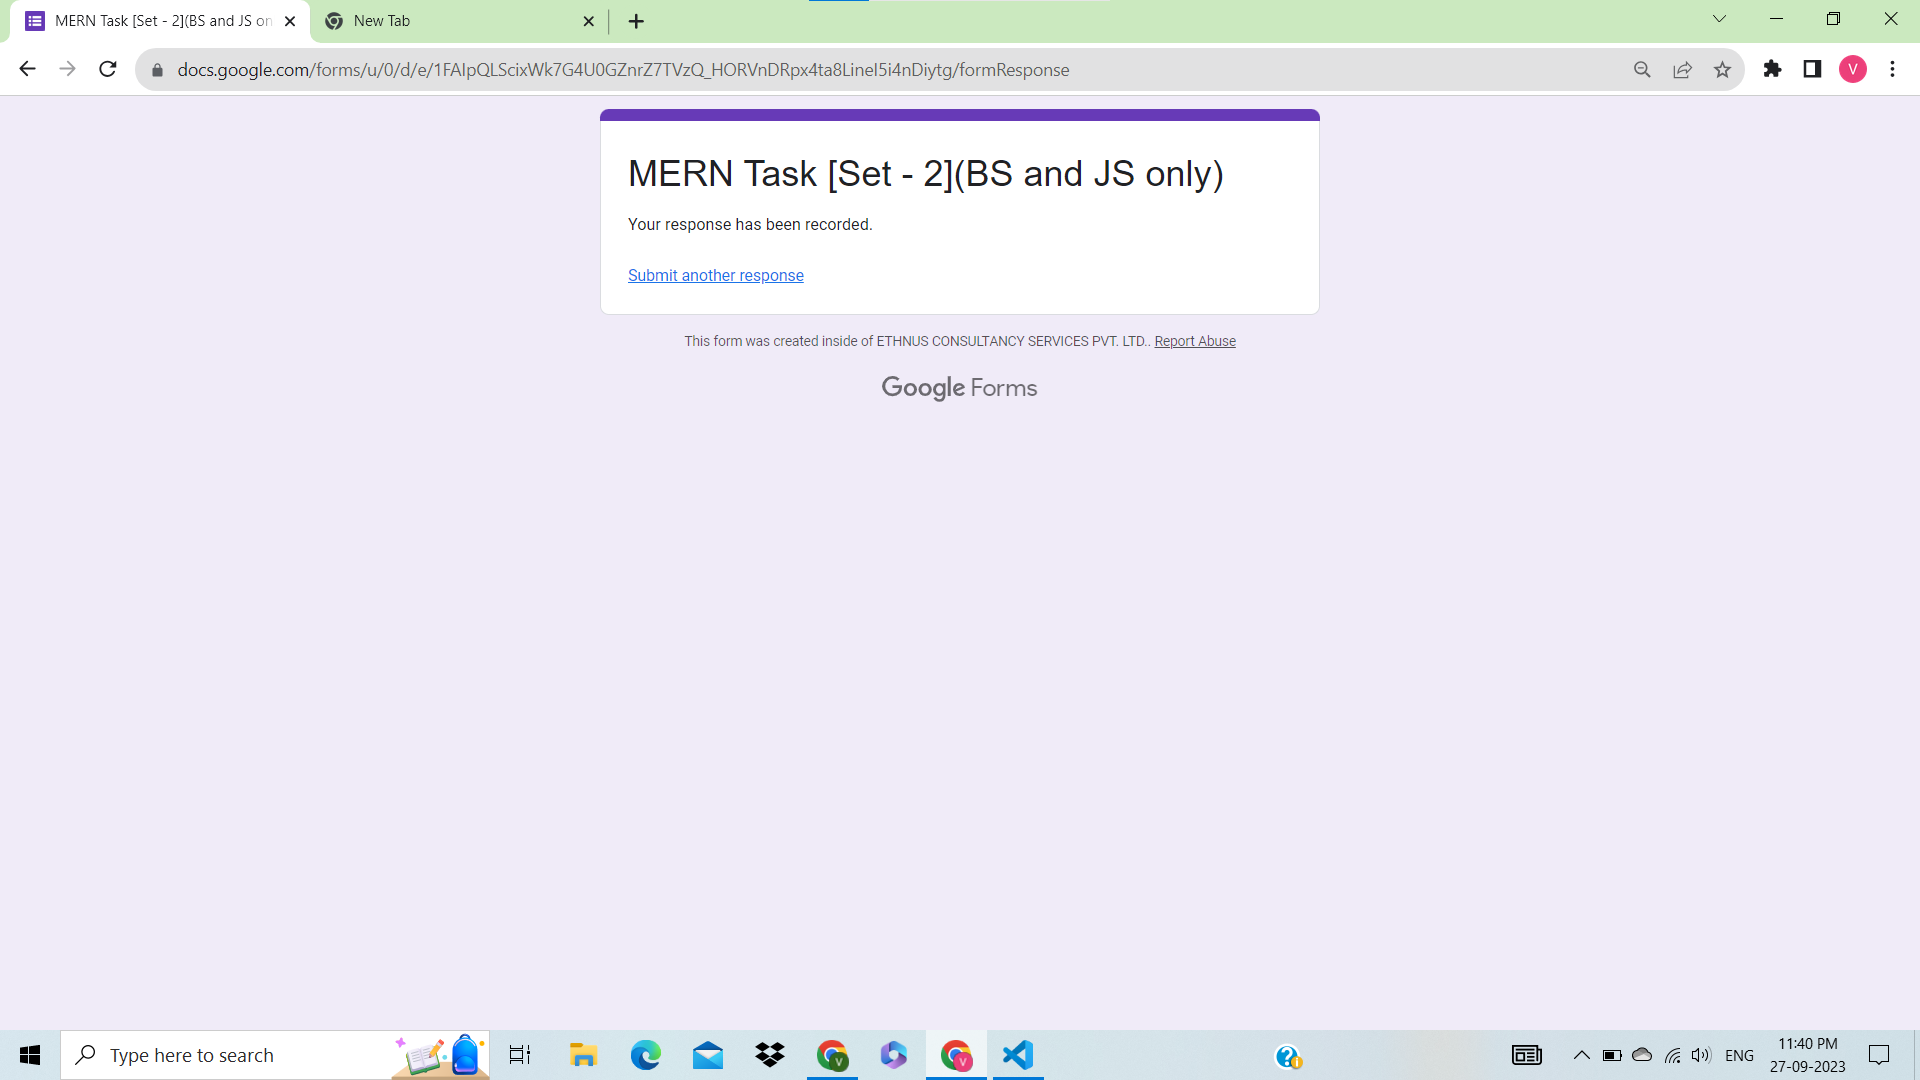 MERN Task [Set - 2](BS and JS on
New Tab
docs.google.com/forms/u/0/d/e/1FAIpQLScixWk7G4U0GZnrZ7TVzQ_HORVnDRpx4ta8LineI5i4nDiytg/formResponse
V
MERN Task [Set - 2](BS and JS only)
Your response has been recorded.
Submit another response
This form was created inside of ETHNUS CONSULTANCY SERVICES PVT. LTD.. Report Abuse
Google Forms
Type here to search
V
V
ENG
11:40 PM
27-09-2023